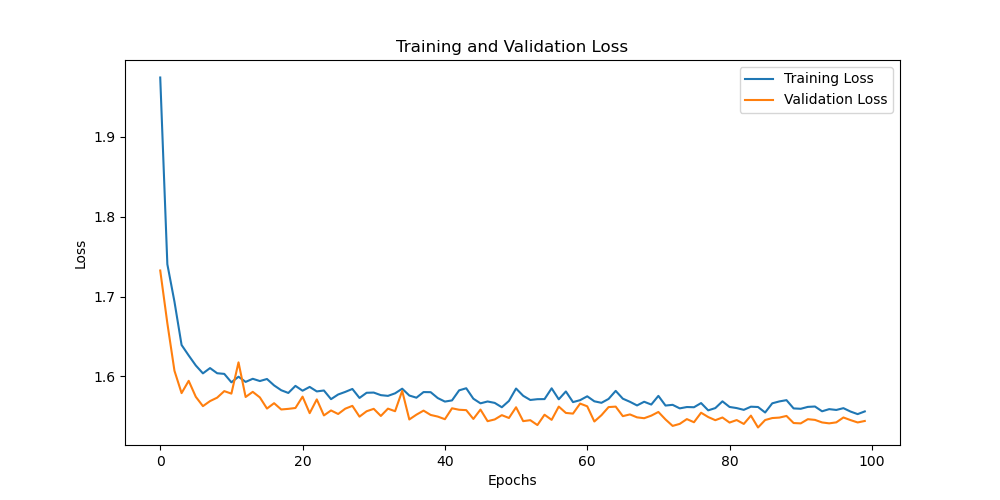 Training and Validation Loss
Training Loss
Validation Loss
1.9
1.8
1.7
1.6
Loss
0
20
40
60
80
100
Epochs